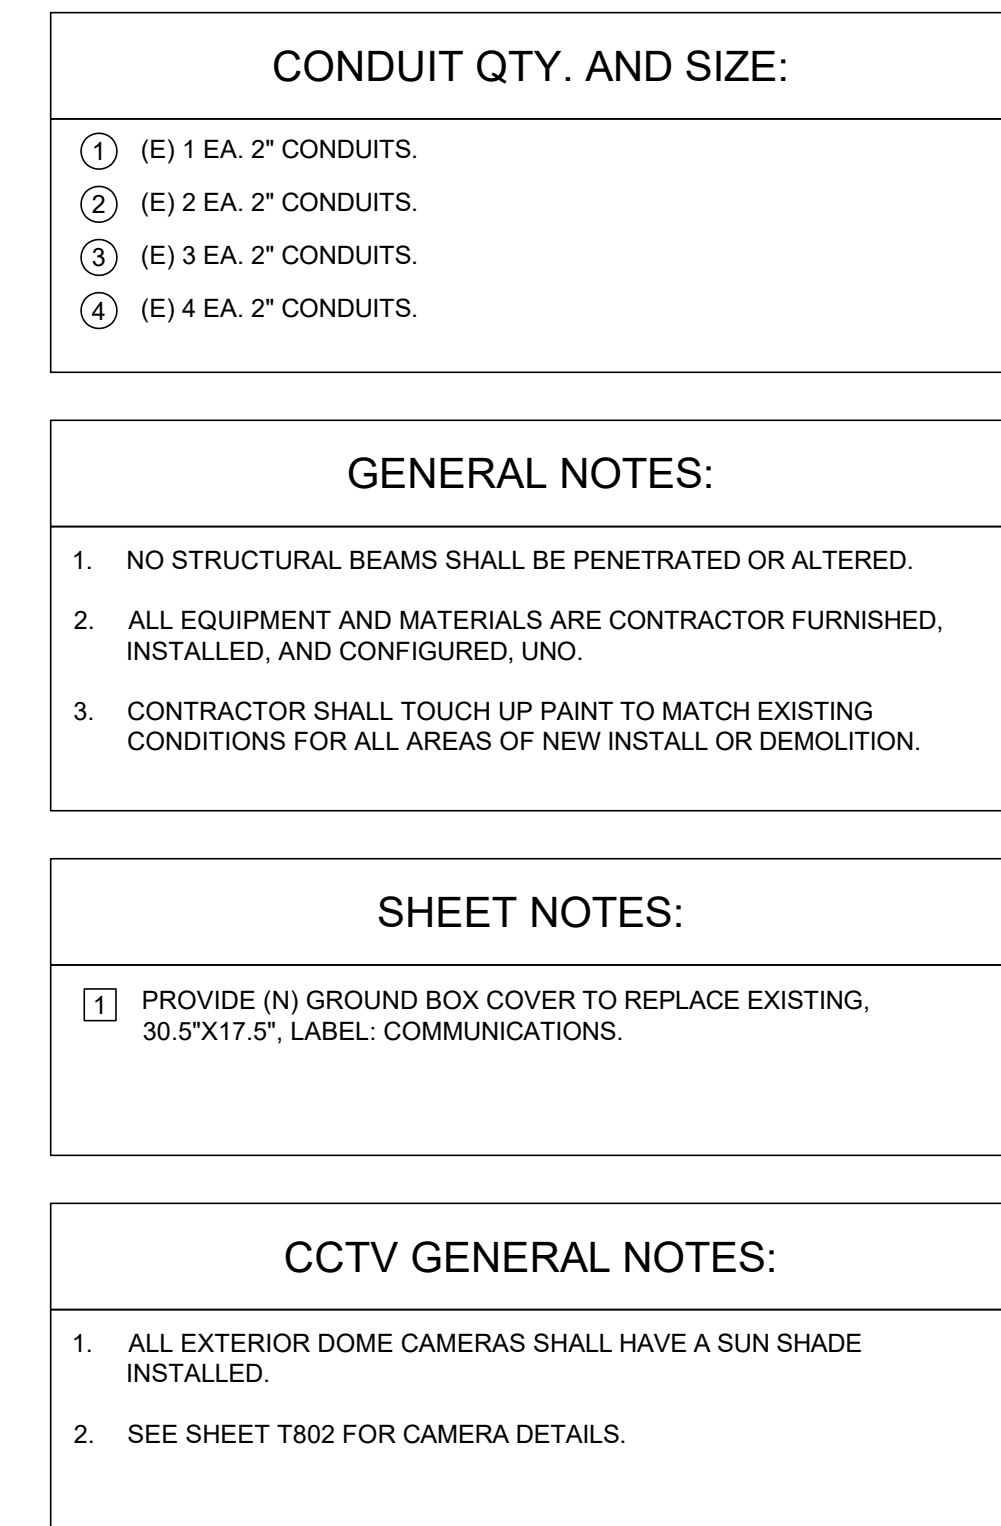 CONDUIT QTY. AND SIZE:
1 (E) 1 EA. 2" CONDUITS.
2 (E) 2 EA. 2" CONDUITS.
3 (E) 3 EA. 2" CONDUITS.
4 (E) 4 EA. 2" CONDUITS.
GENERAL NOTES:
1. NO STRUCTURAL BEAMS SHALL BE PENETRATED OR ALTERED.
2. ALL EQUIPMENT AND MATERIALS ARE CONTRACTOR FURNISHED,
INSTALLED, AND CONFIGURED, UNO.
3. CONTRACTOR SHALL TOUCH UP PAINT TO MATCH EXISTING
CONDITIONS FOR ALL AREAS OF NEW INSTALL OR DEMOLITION.
SHEET NOTES:
1 PROVIDE (N) GROUND BOX COVER TO REPLACE EXISTING,
30.5"X17.5", LABEL: COMMUNICATIONS.
CCTV GENERAL NOTES:
1. ALL EXTERIOR DOME CAMERAS SHALL HAVE A SUN SHADE
INSTALLED.
2. SEE SHEET T802 FOR CAMERA DETAILS.